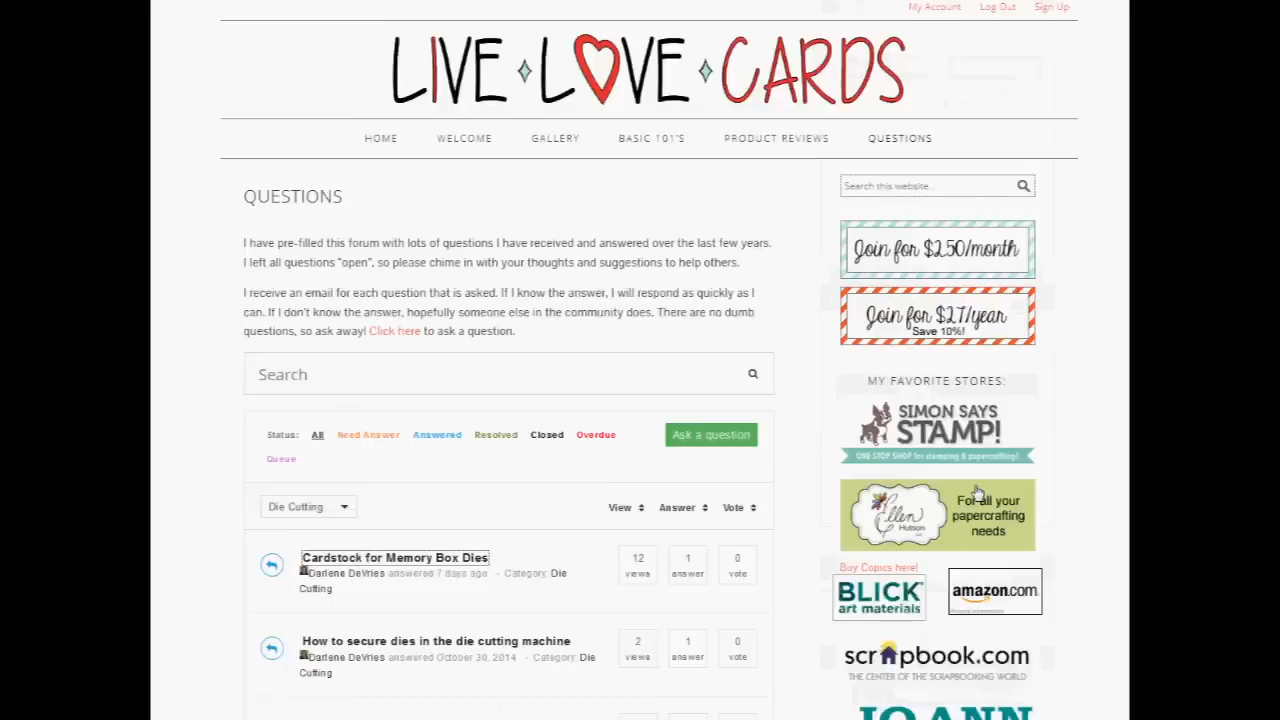 My Account Log Out Sign Up
LIVE LOVE CARDS
HOME WELCOME GALLERY BASIC 101'S PRODUCT REVIEWS QUESTIONS
QUESTIONS
I have pre-filled this forum with lots of questions I have received and answered over the last few years.
I left all questions "open", so please chime in with your thoughts and suggestions to help others.
I receive an email for each question that is asked. If I know the answer, I will respond as quickly as I
can. If I don't know the answer, hopefully someone else in the community does. There are no dumb
questions, so ask away! Click here to ask a question.
Search
Status: All Need Answer Answered Resolved Closed Overdue
Queue
Ask a question
Die Cutting
View Answer Vote
Cardstock for Memory Box Dies
Darlene DeVries answered 7 days ago - Category: Die
Cutting
12 views
1 answer
0 vote
How to secure dies in the die cutting machine
Darlene DeVries answered October 30, 2014 - Category: Die
Cutting
2 views
1 answer
0 vote
Search this website...
Join for $2.50/month
Join for $27/year
Save 10%!
MY FAVORITE STORES:
SIMON SAYS
STAMP!
ONE STOP SHOP for stamping & papercrafting!
Ellen
Hutson
For all your
papercrafting
needs
Buy Copics here!
BLICK
art materials
amazon.com
scrapbook.com
THE CENTER OF THE SCRAPBOOKING WORLD
JOANN